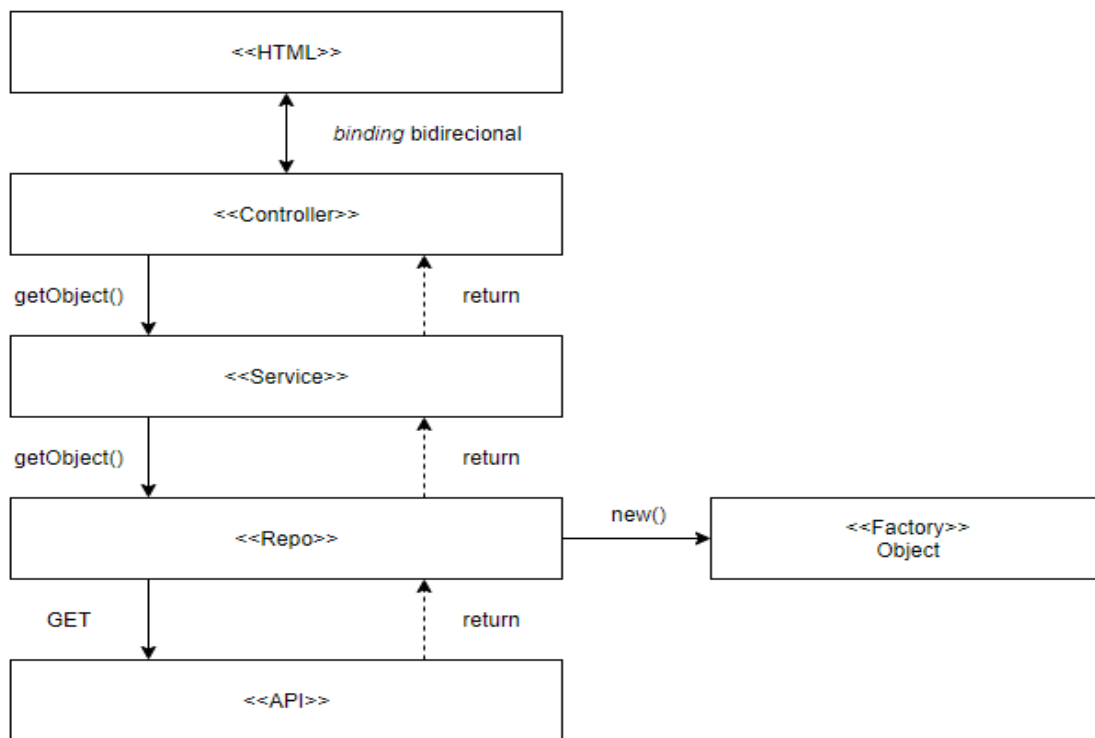 <<HTML>>
binding bidirecional
<<Controller>>
getObject()
return
<<Service>>
getObject()
return
<<Repo>>
new()
<<Factory>>
Object
GET
return
<<API>>